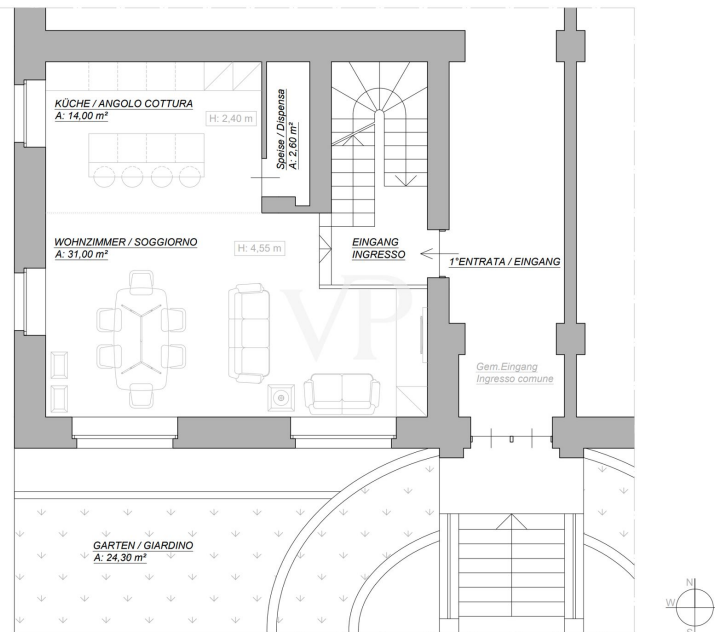 KÜCHE / ANGOLO COTTURA
A: 14,00 m²
H: 2,40 m
Speise / Dispensa
A: 2,60 m²
WOHNZIMMER / SOGGIORNO
A: 31,00 m²
H: 4,55 m
EINGANG
INGRESSO
1°ENTRATA / EINGANG
VP
Gem.Eingang
Ingresso comune
GARTEN / GIARDINO
A: 24,30 m²
N
W
S